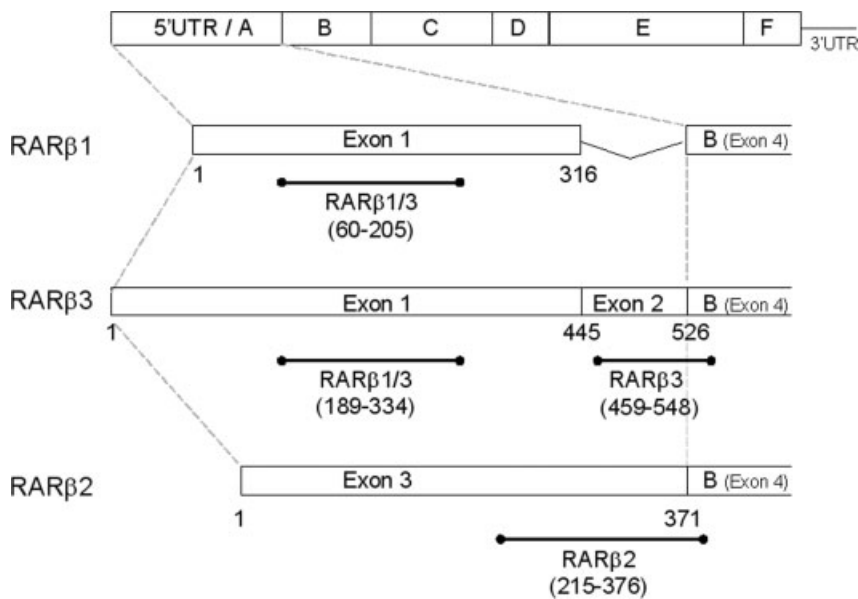 5'UTR / A B C D E F
3'UTR
RARβ1 Exon 1 B (Exon 4)
1 316
RARβ1/3
(60-205)
RARβ3 Exon 1 Exon 2 B (Exon 4)
1 445 526
RARβ1/3 RARβ3
(189-334) (459-548)
RARβ2 Exon 3 B (Exon 4)
1 371
RARβ2
(215-376)